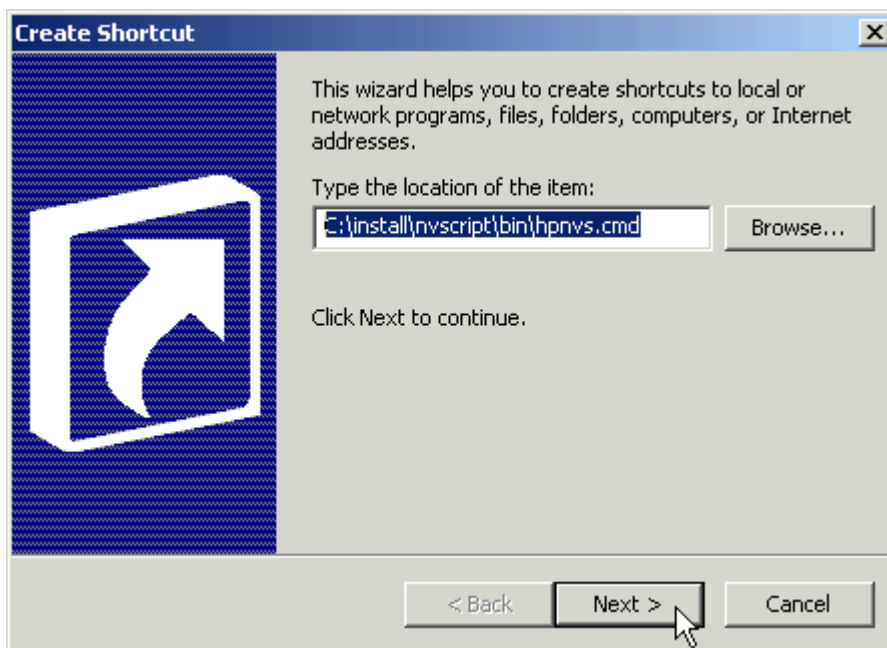 Create Shortcut
This wizard helps you to create shortcuts to local or
network programs, files, folders, computers, or Internet
addresses.
Type the location of the item:
C:\install\nvscript\bin\hpnvs.cmd
Browse...
Click Next to continue.
< Back
Next >
Cancel